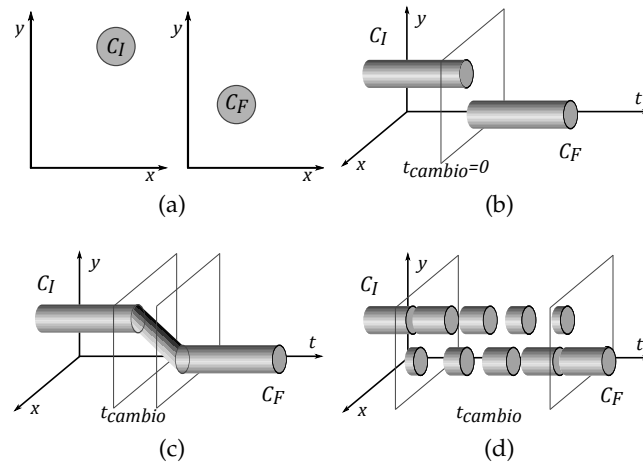 y
C_I
x
y
C_F
x
(a)
C_I
y
t
x
t_cambio=0
C_F
(b)
C_I
y
t
x
t_cambio
C_F
(c)
C_I
y
t
x
t_cambio
C_F
(d)